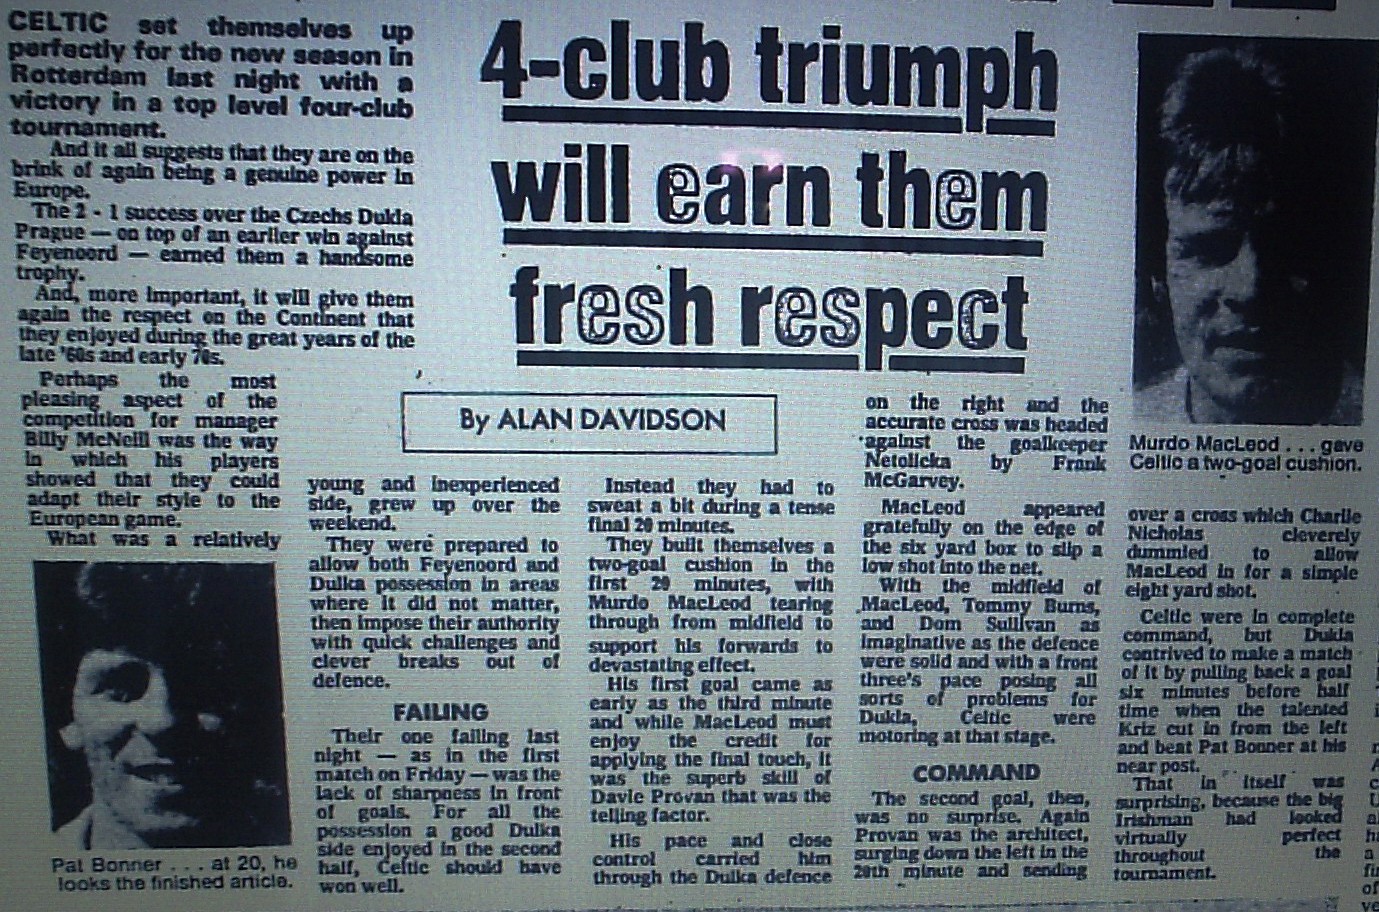 4-club triumph
will earn them
fresh respect
By ALAN DAVIDSON
CELTIC set themselves up
perfectly for the new season in
Rotterdam last night with a
victory in a top level four-club
tournament.
And it all suggests that they are on the
brink of again being a genuine power in
Europe.
The 2 - 1 success over the Czechs Dukla
Prague — on top of an earlier win against
Feyenoord — earned them a handsome
trophy.
And, more important, it will give them
again the respect on the Continent that
they enjoyed during the great years of the
late '60s and early 70s.
Perhaps the most
pleasing aspect of the
competition for manager
Billy McNeill was the way
in which his players
showed that they could
adapt their style to the
European game.
What was a relatively
Pat Bonner . . . at 20, he
looks the finished article.
young and inexperienced
side, grew up over the
weekend.
They were prepared to
allow both Feyenoord and
Dulka possession in areas
where it did not matter,
then impose their authority
with quick challenges and
clever breaks out of
defence.
FAILING
Their one failing last
night — as in the first
match on Friday — was the
lack of sharpness in front
of goals. For all the
possession a good Dulka
side enjoyed in the second
half, Celtic should have
won well.
Instead they had to
sweat a bit during a tense
final 20 minutes.
They built themselves a
two-goal cushion in the
first 20 minutes, with
Murdo MacLeod tearing
through from midfield to
support his forwards to
devastating effect.
His first goal came as
early as the third minute
and while MacLeod must
enjoy the credit for
applying the final touch, it
was the superb skill of
Davie Provan that was the
telling factor.
His pace and close
control carried him
through the Dulka defence
on the right and the
accurate cross was headed
against the goalkeeper
Netolicka by Frank
McGarvey.
MacLeod appeared
gratefully on the edge of
the six yard box to slip a
low shot into the net.
With the midfield of
MacLeod, Tommy Burns,
and Dom Sullivan as
imaginative as the defence
were solid and with a front
three's pace posing all
sorts of problems for
Dukla, Celtic were
motoring at that stage.
COMMAND
The second goal, then,
was no surprise. Again
Provan was the architect,
surging down the left in the
20th minute and sending
Murdo MacLeod . . . gave
Celtic a two-goal cushion.
over a cross which Charlie
Nicholas cleverely
dummied to allow
MacLeod in for a simple
eight yard shot.
Celtic were in complete
command, but Dukla
contrived to make a match
of it by pulling back a goal
six minutes before half
time when the talented
Kriz cut in from the left
and beat Pat Bonner at his
near post.
That in itself was
surprising, because the big
Irishman had looked
virtually perfect
throughout the
tournament.